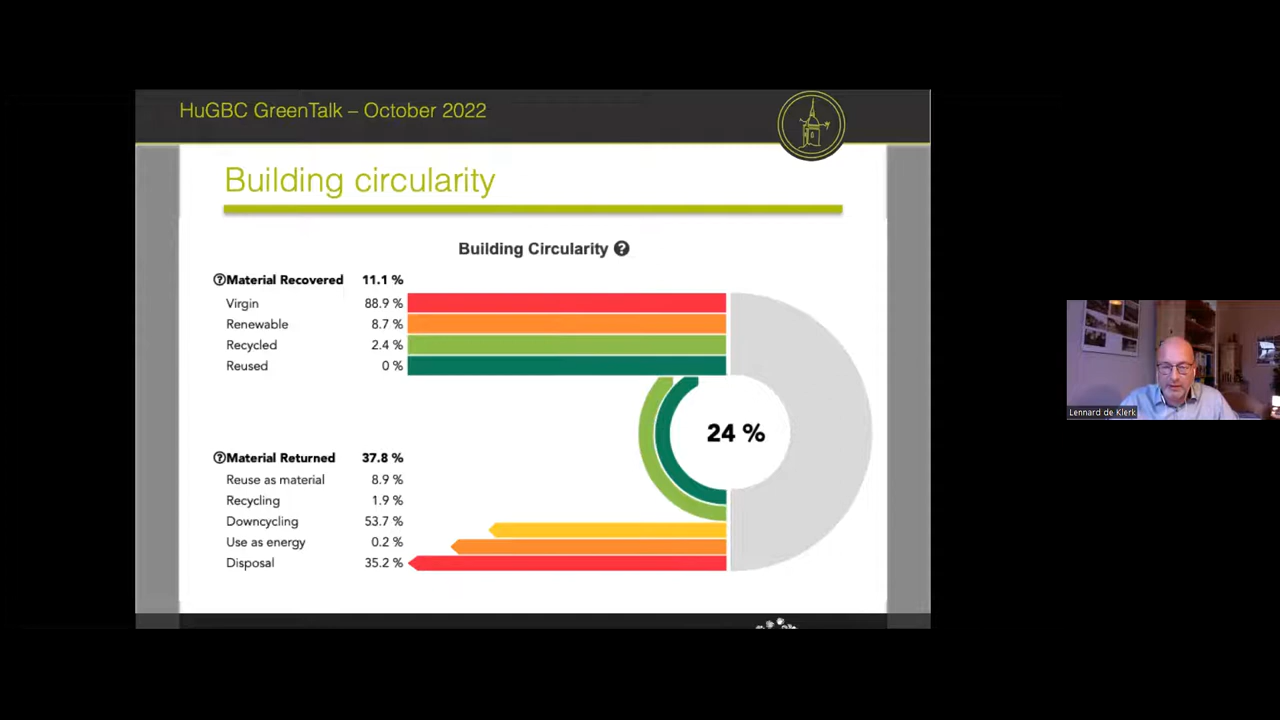 HuGBC GreenTalk – October 2022
Building circularity
Building Circularity ?
?Material Recovered 11.1 %
Virgin 88.9 %
Renewable 8.7 %
Recycled 2.4 %
Reused 0 %
24 %
?Material Returned 37.8 %
Reuse as material 8.9 %
Recycling 1.9 %
Downcycling 53.7 %
Use as energy 0.2 %
Disposal 35.2 %
Lennard de Klerk